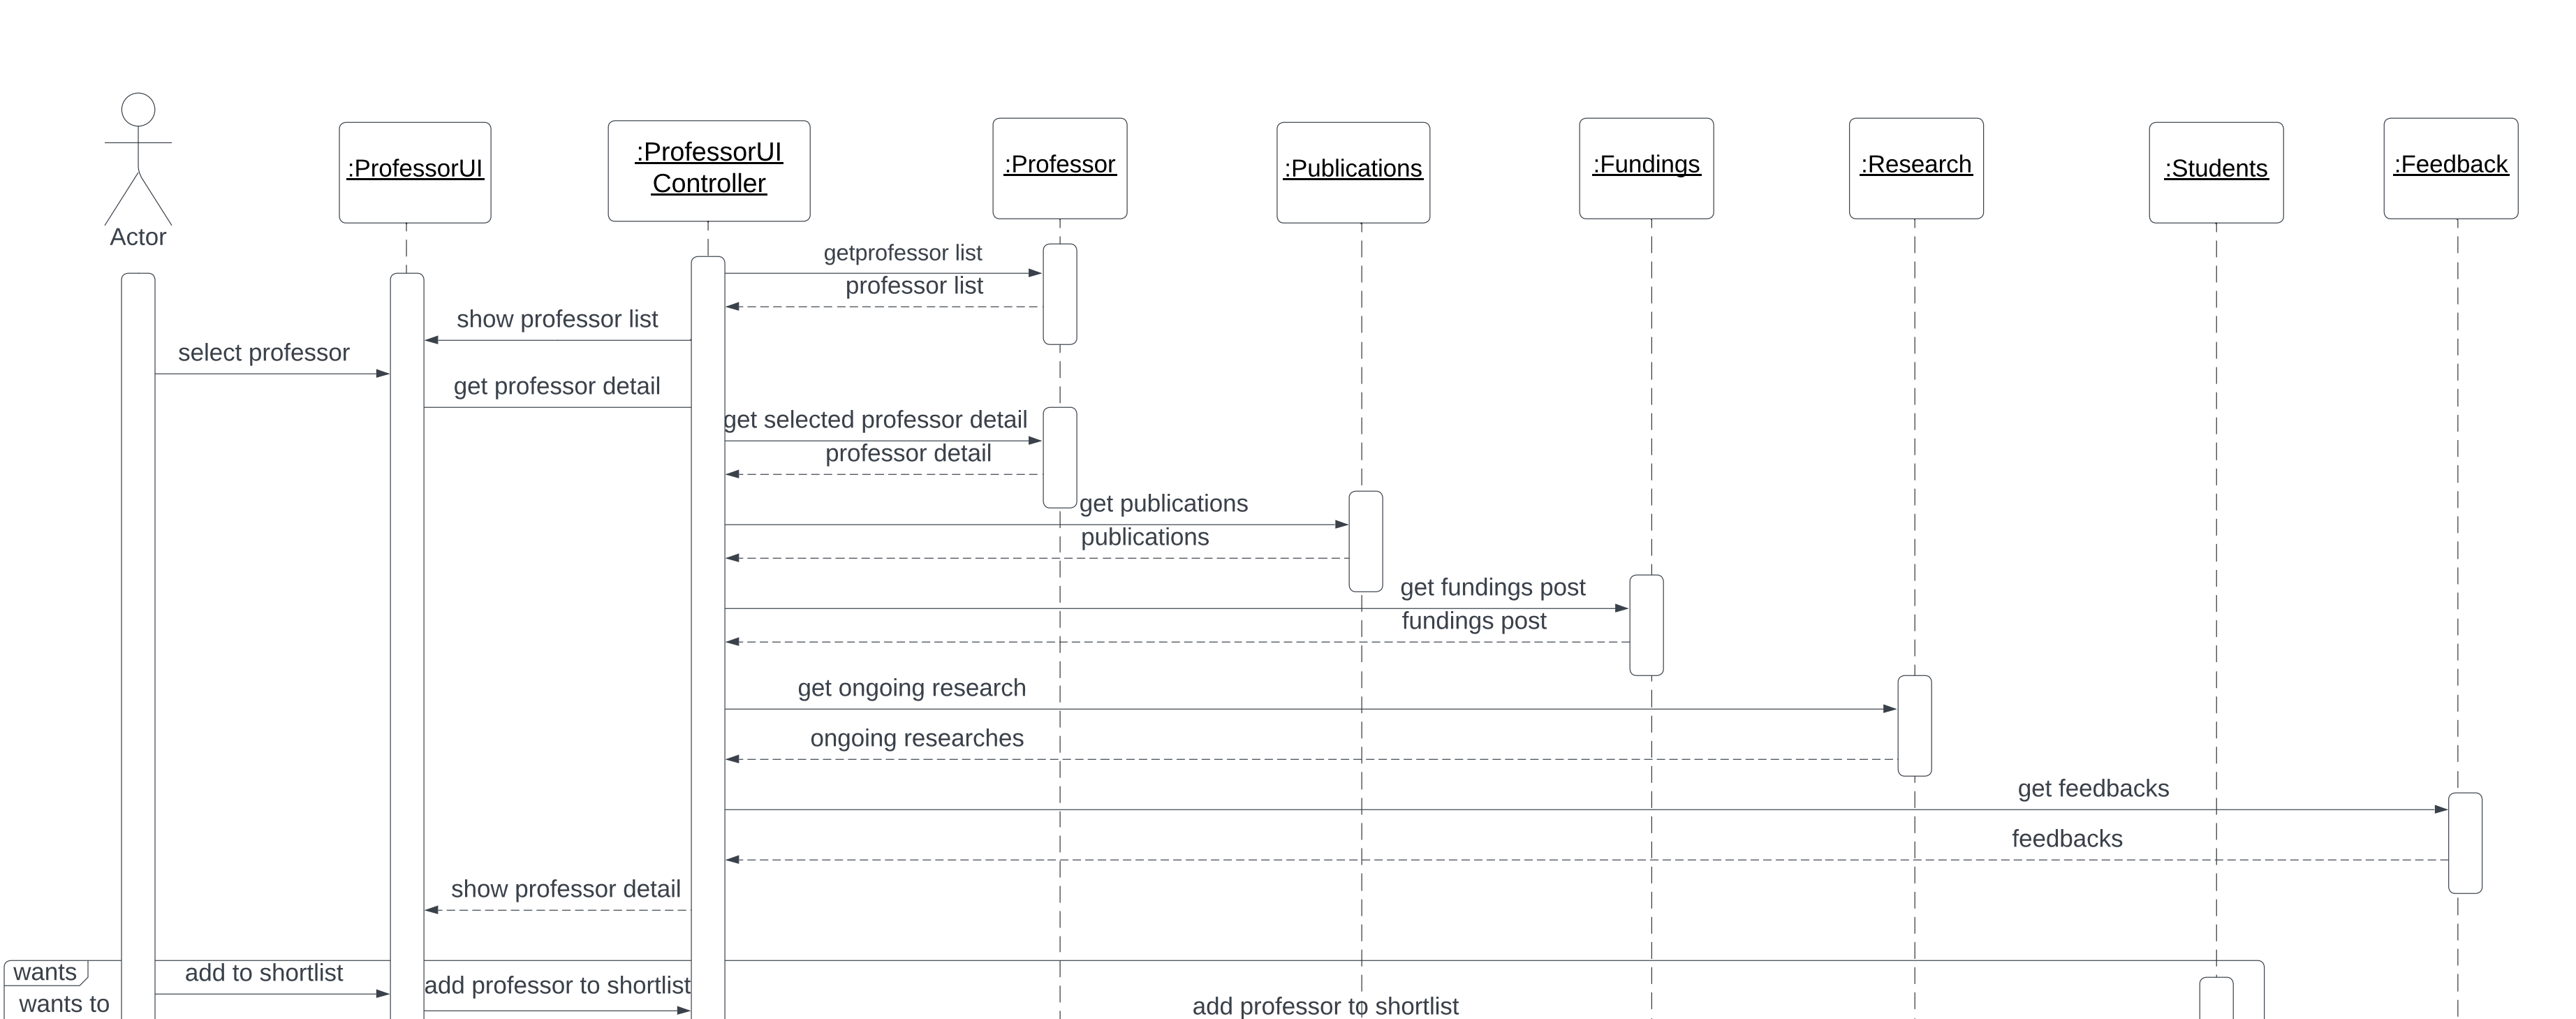 Actor
:ProfessorUI
:ProfessorUI
Controller
:Professor
:Publications
:Fundings
:Research
:Students
:Feedback
getprofessor list
professor list
show professor list
select professor
get professor detail
get selected professor detail
professor detail
get publications
publications
get fundings post
fundings post
get ongoing research
ongoing researches
get feedbacks
feedbacks
show professor detail
wants
add to shortlist
add professor to shortlist
wants to
add professor to shortlist